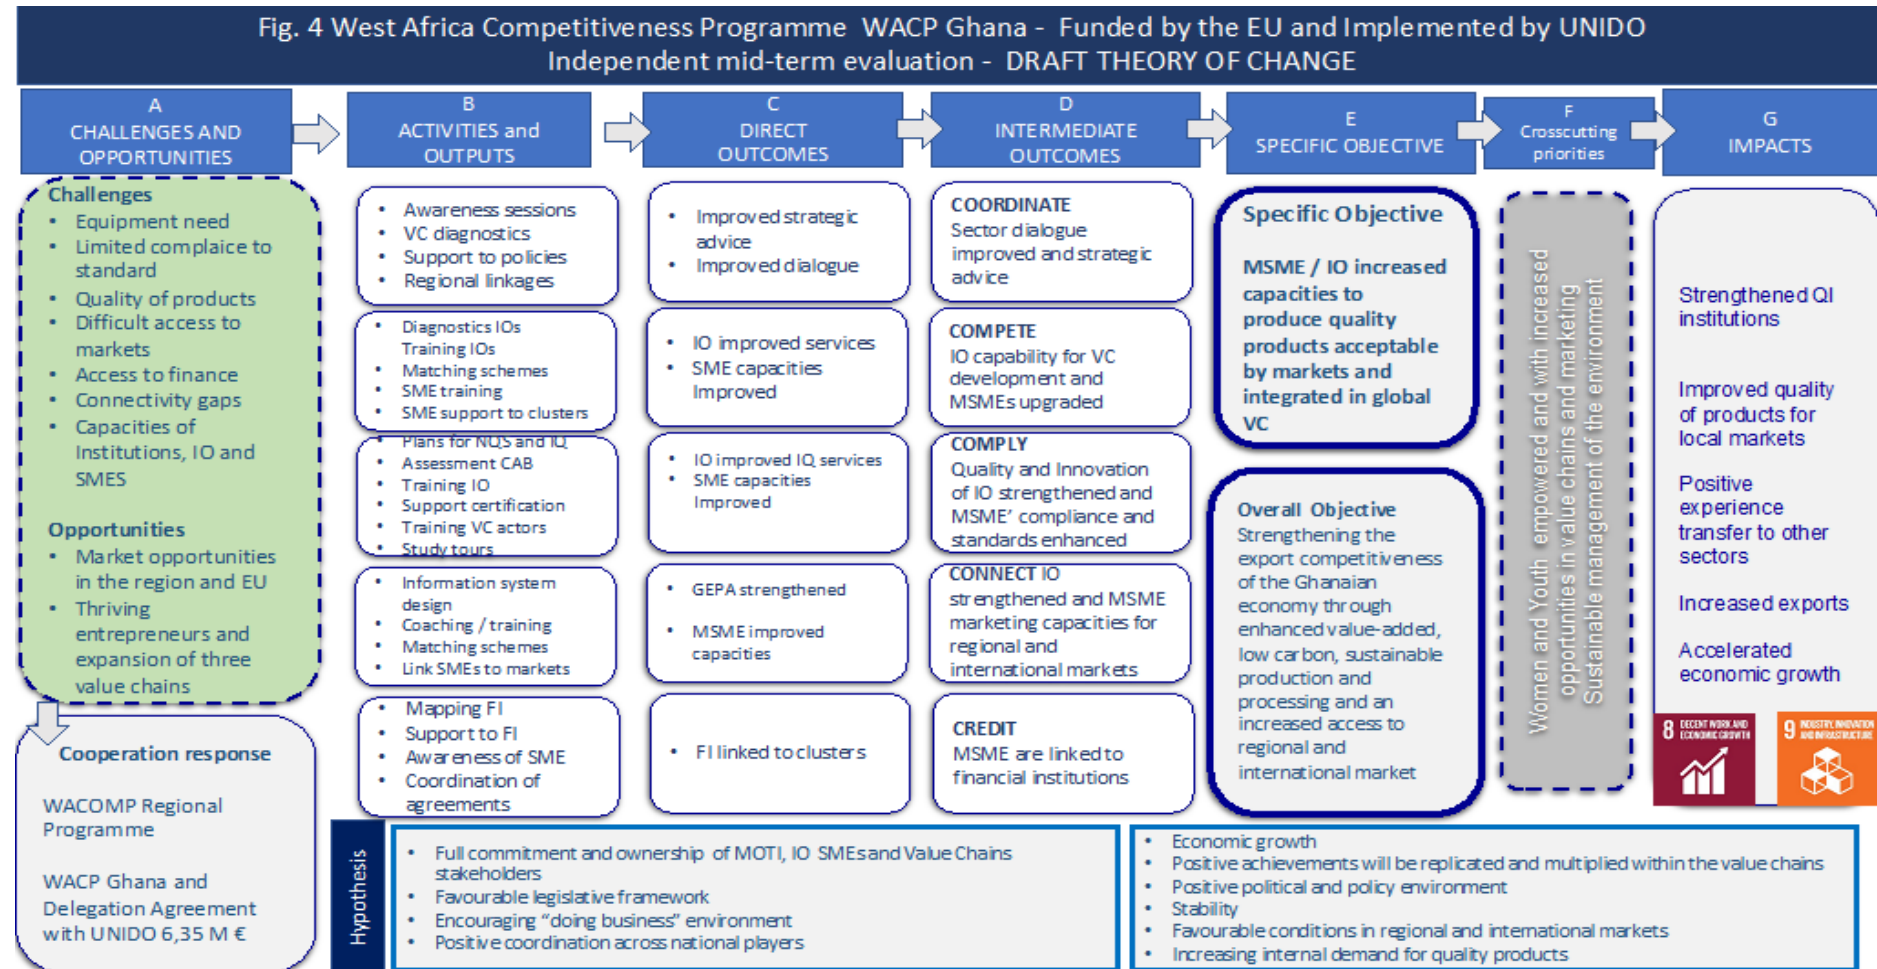 Fig. 4 West Africa Competitiveness Programme WACP Ghana - Funded by the EU and Implemented by UNIDO
Independent mid-term evaluation - DRAFT THEORY OF CHANGE
A
CHALLENGES AND
OPPORTUNITIES
B
ACTIVITIES and
OUTPUTS
C
DIRECT
OUTCOMES
D
INTERMEDIATE
OUTCOMES
E
SPECIFIC OBJECTIVE
F
Crosscutting
priorities
G
IMPACTS
Challenges
• Equipment need
• Limited complaice to
standard
• Quality of products
• Difficult access to
markets
• Access to finance
• Connectivity gaps
• Capacities of
Institutions, IO and
SMES
Opportunities
• Market opportunities
in the region and EU
• Thriving
entrepreneurs and
expansion of three
value chains
Cooperation response
WACOMP Regional
Programme
WACP Ghana and
Delegation Agreement
with UNIDO 6,35 M €
• Awareness sessions
• VC diagnostics
• Support to policies
• Regional linkages
• Diagnostics IOs
Training IOs
• Matching schemes
• SME training
• SME support to clusters
• Plans for NQS and IQ
• Assessment CAB
• Training IO
• Support certification
• Training VC actors
• Study tours
• Information system
design
• Coaching / training
• Matching schemes
• Link SMEs to markets
• Mapping FI
• Support to FI
• Awareness of SME
• Coordination of
agreements
• Improved strategic
advice
• Improved dialogue
• IO improved services
• SME capacities
Improved
• IO improved IQ services
• SME capacities
Improved
• GEPA strengthened
• MSME improved
capacities
• FI linked to clusters
COORDINATE
Sector dialogue
improved and strategic
advice
COMPETE
IO capability for VC
development and
MSMEs upgraded
COMPLY
Quality and Innovation
of IO strengthened and
MSME’ compliance and
standards enhanced
CONNECT IO
strengthened and MSME
marketing capacities for
regional and
international markets
CREDIT
MSME are linked to
financial institutions
Specific Objective
MSME / IO increased
capacities to
produce quality
products acceptable
by markets and
integrated in global
VC
Overall Objective
Strengthening the
export competitiveness
of the Ghanaian
economy through
enhanced value-added,
low carbon, sustainable
production and
processing and an
increased access to
regional and
international market
Women and Youth empowered and with increased
opportunities in value chains and marketing
Sustainable management of the environment
Strengthened QI
institutions
Improved quality
of products for
local markets
Positive
experience
transfer to other
sectors
Increased exports
Accelerated
economic growth
8 DECENT WORK AND
ECONOMIC GROWTH
9 INDUSTRY, INNOVATION
AND INFRASTRUCTURE
Hypothesis
• Full commitment and ownership of MOTI, IO SMEs and Value Chains
stakeholders
• Favourable legislative framework
• Encouraging “doing business” environment
• Positive coordination across national players
• Economic growth
• Positive achievements will be replicated and multiplied within the value chains
• Positive political and policy environment
• Stability
• Favourable conditions in regional and international markets
• Increasing internal demand for quality products